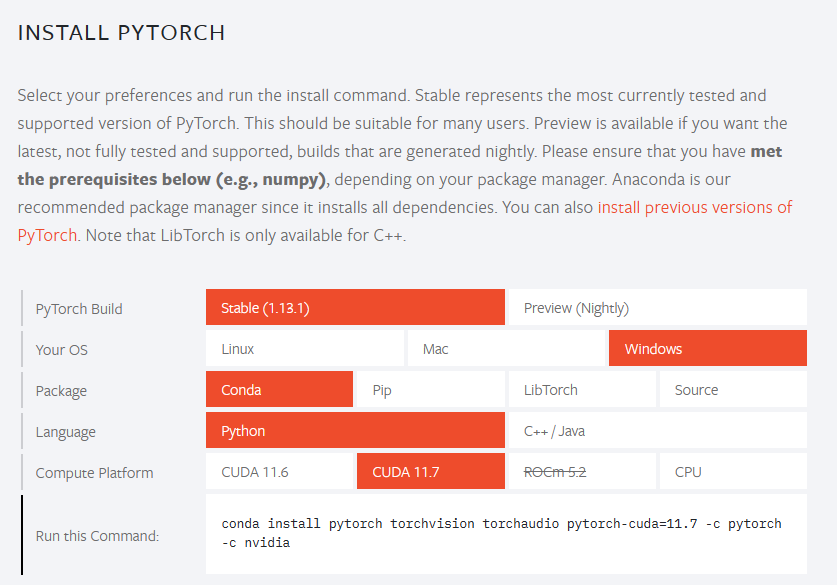 INSTALL PYTORCH
Select your preferences and run the install command. Stable represents the most currently tested and
supported version of PyTorch. This should be suitable for many users. Preview is available if you want the
latest, not fully tested and supported, builds that are generated nightly. Please ensure that you have met
the prerequisites below (e.g., numpy), depending on your package manager. Anaconda is our
recommended package manager since it installs all dependencies. You can also install previous versions of
PyTorch. Note that LibTorch is only available for C++.
PyTorch Build Stable (1.13.1) Preview (Nightly)
Your OS Linux Mac Windows
Package Conda Pip LibTorch Source
Language Python C++ / Java
Compute Platform CUDA 11.6 CUDA 11.7 ROCm 5.2 CPU
Run this Command: conda install pytorch torchvision torchaudio pytorch-cuda=11.7 -c pytorch
-c nvidia